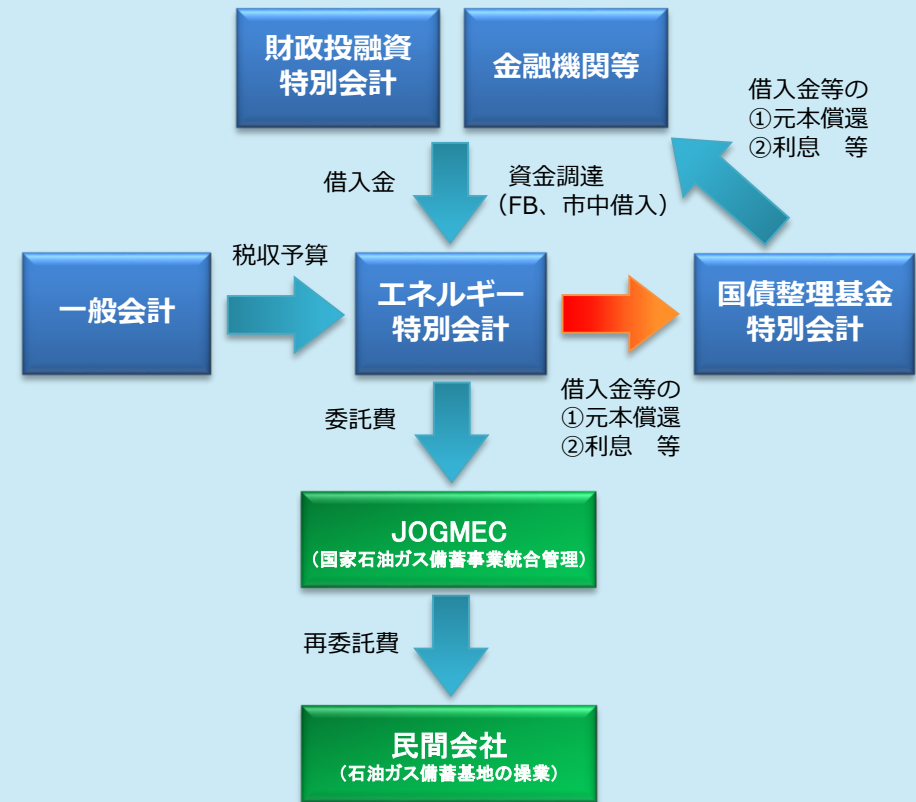 財政投融資
特別会計
金融機関等
借入金等の
①元本償還
②利息　等
借入金
資金調達
（FB、市中借入）
税収予算
一般会計
エネルギー
特別会計
国債整理基金
特別会計
借入金等の
①元本償還
②利息　等
委託費
JOGMEC
（国家石油ガス備蓄事業統合管理）
再委託費
民間会社
（石油ガス備蓄基地の操業）